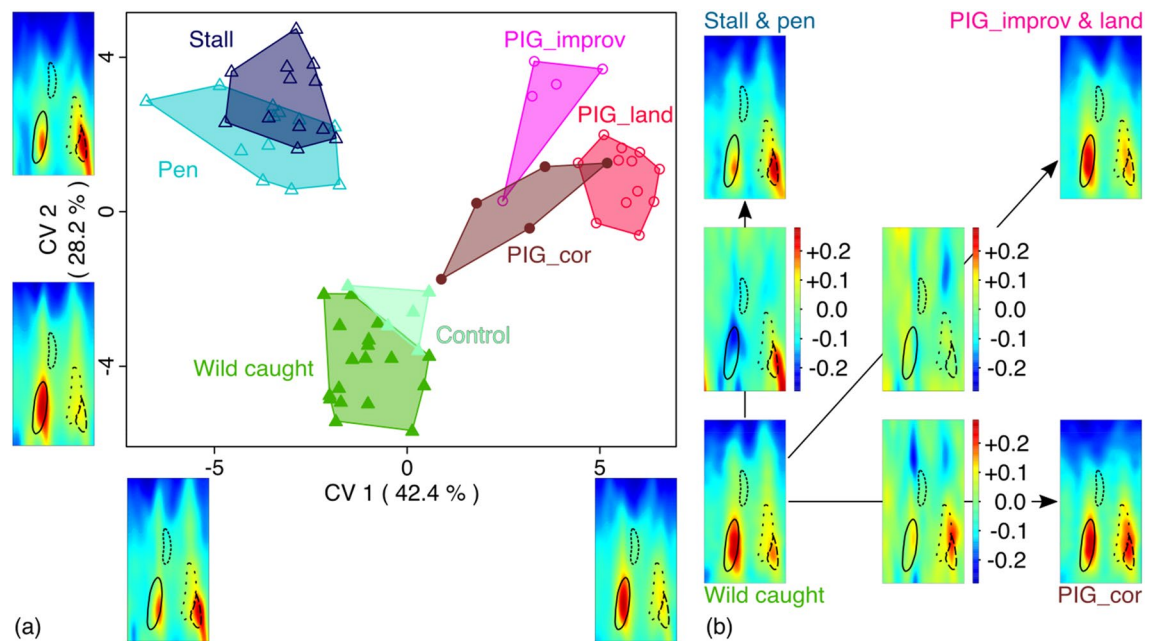 Stall
PIG_improv
PIG_land
Pen
PIG_cor
Control
Wild caught
4
0
-4
CV 2
( 28.2 % )
-5
0
5
CV 1 ( 42.4 % )
(a)
Stall & pen
PIG_improv & land
+0.2
+0.1
0.0
-0.1
-0.2
+0.2
+0.1
0.0
-0.1
-0.2
+0.2
+0.1
0.0
-0.1
-0.2
Wild caught
PIG_cor
(b)